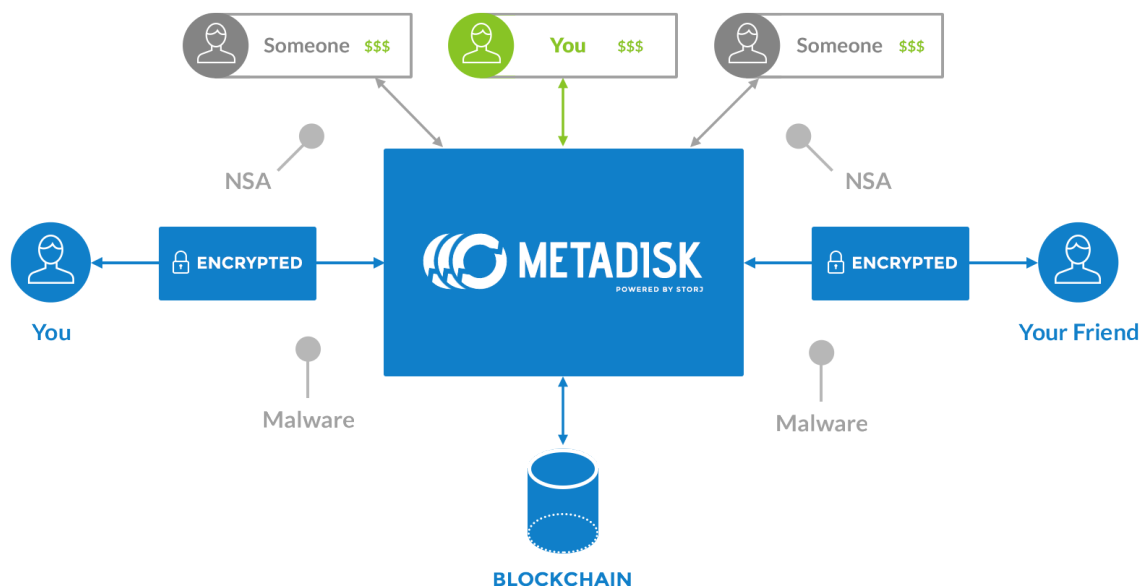 Someone $$$
You $$$
Someone $$$
NSA
NSA
ENCRYPTED
METADISK
POWERED BY STORJ
ENCRYPTED
You
Your Friend
Malware
Malware
BLOCKCHAIN